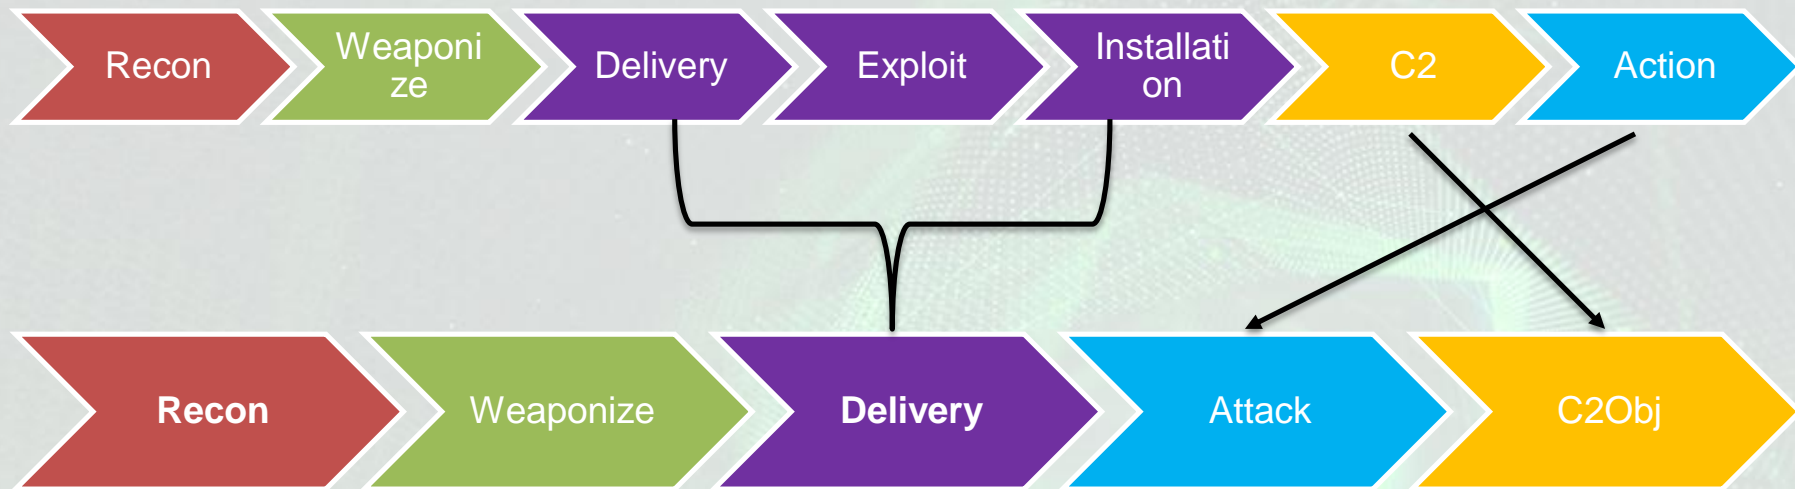 Recon
Weaponi
ze
Delivery
Exploit
Installati
on
C2
Action
Recon
Weaponize
Delivery
Attack
C2Obj